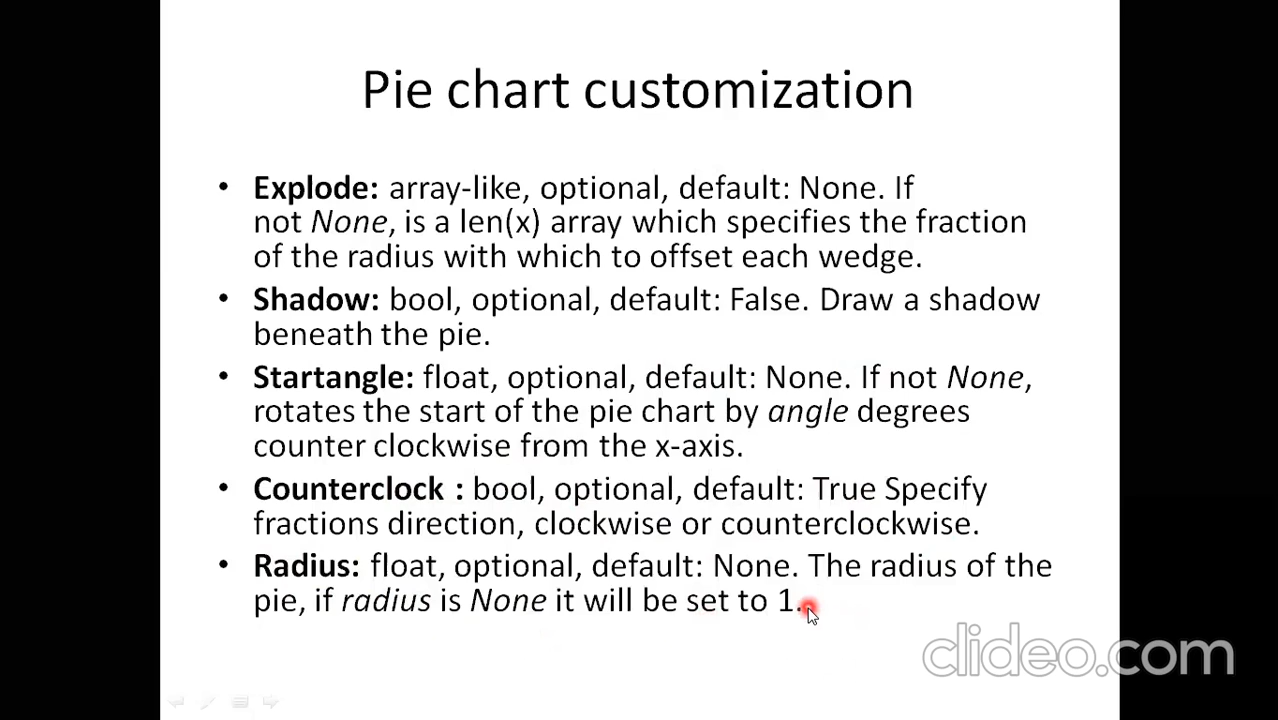 Pie chart customization
• Explode: array-like, optional, default: None. If
not None, is a len(x) array which specifies the fraction
of the radius with which to offset each wedge.
• Shadow: bool, optional, default: False. Draw a shadow
beneath the pie.
• Startangle: float, optional, default: None. If not None,
rotates the start of the pie chart by angle degrees
counter clockwise from the x-axis.
• Counterclock : bool, optional, default: True Specify
fractions direction, clockwise or counterclockwise.
• Radius: float, optional, default: None. The radius of the
pie, if radius is None it will be set to 1.
clideo.com